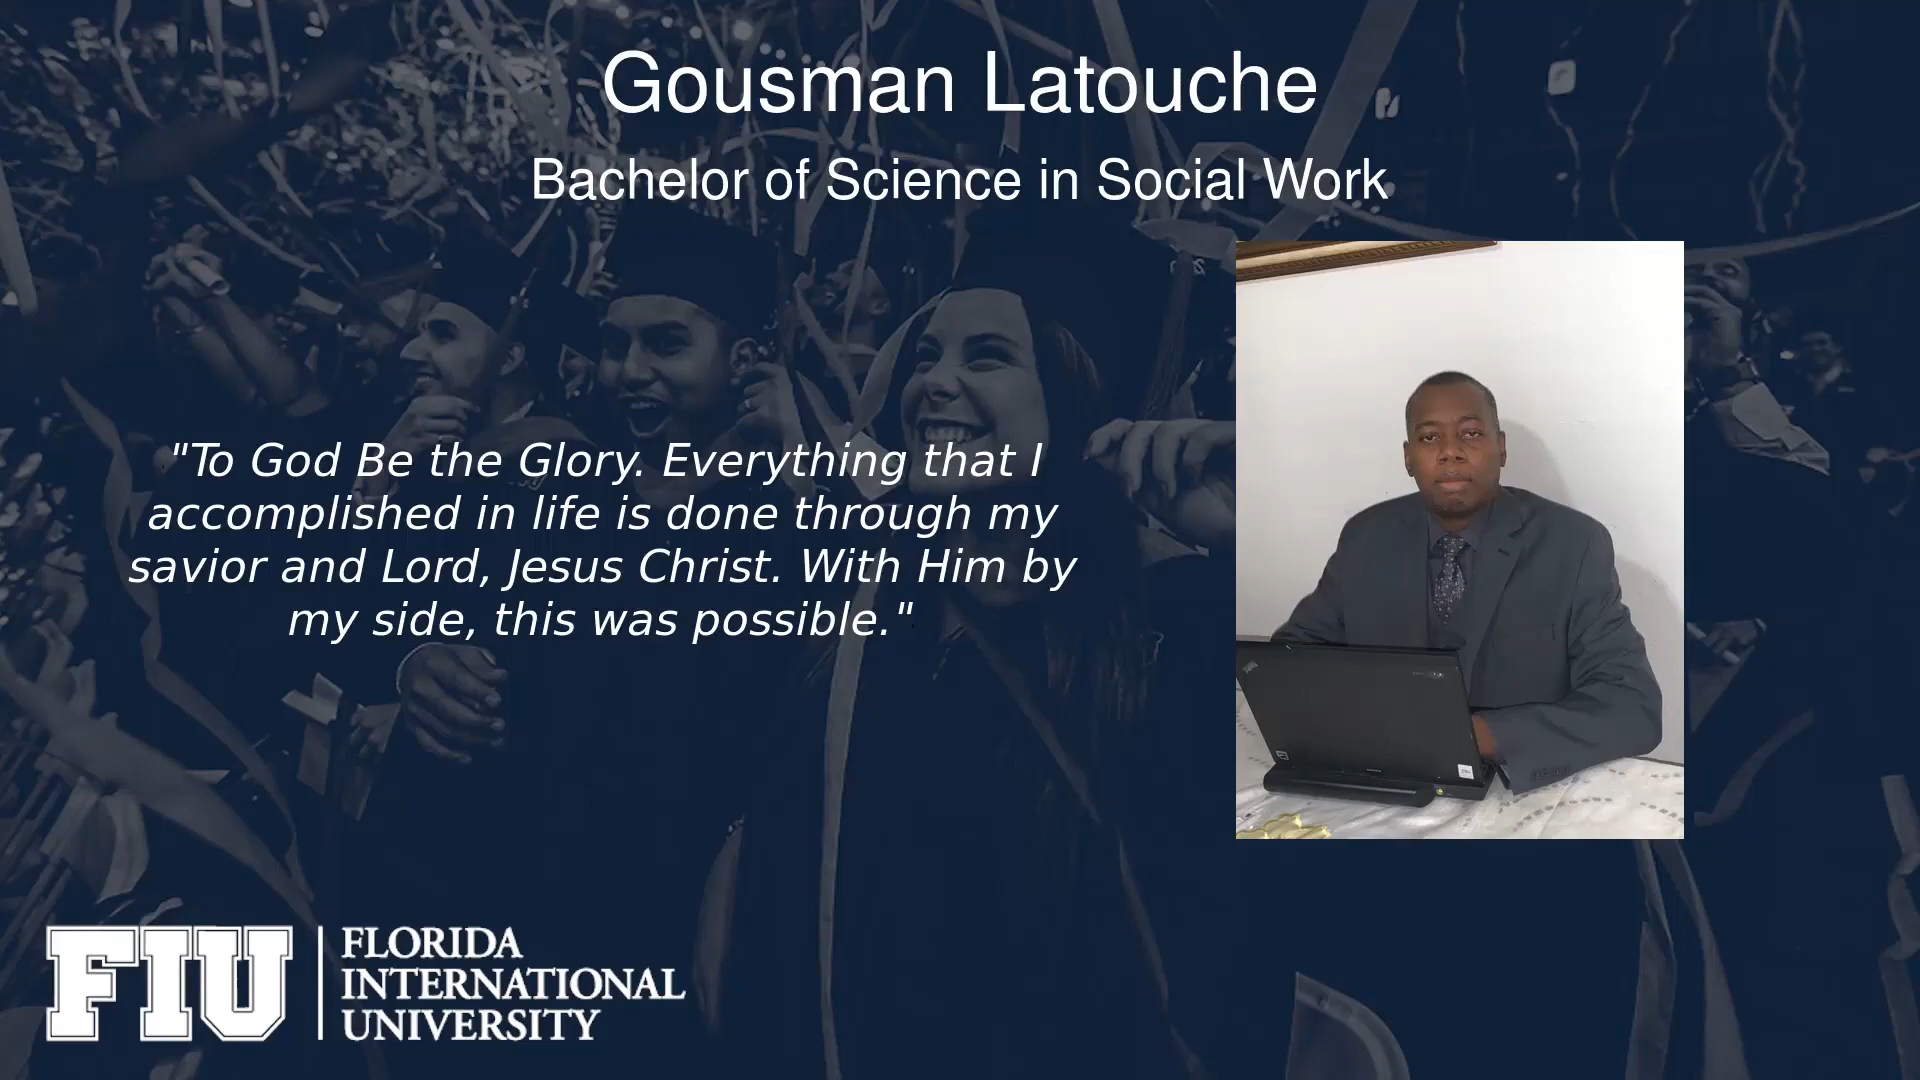 Gousman Latouche
Bachelor of Science in Social Work
"To God Be the Glory. Everything that I
accomplished in life is done through my
savior and Lord, Jesus Christ. With Him by
my side, this was possible."
FIU
FLORIDA
INTERNATIONAL
UNIVERSITY